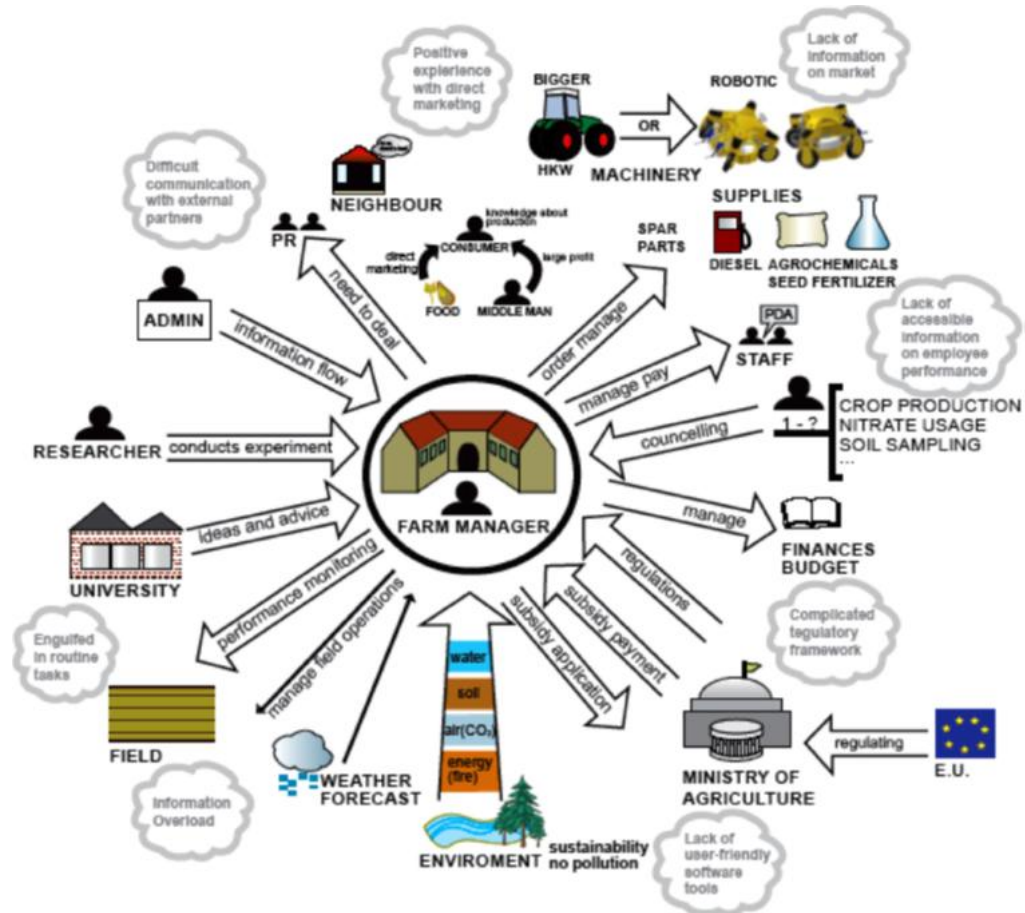 Positive
expierience
with direct
marketing
Lack of
information
on market
BIGGER
HKW
OR
MACHINERY
ROBOTIC
Difficult
communication
with external
partners
NEIGHBOUR
PR
need to deal
knowledge about
production
CONSUMER
direct
marketing
large profit
FOOD
MIDDLE MAN
SUPPLIES
SPAR
PARTS
DIESEL
AGROCHEMICALS
SEED FERTILIZER
order manage
ADMIN
information flow
PDA
STAFF
manage pay
Lack of
accessible
information
on employee
performance
RESEARCHER
conducts experiment
FARM MANAGER
councelling
1 - ?
CROP PRODUCTION
NITRATE USAGE
SOIL SAMPLING
...
UNIVERSITY
ideas and advice
manage
FINANCES
BUDGET
Engulfed
in routine
tasks
performance monitoring
manage field operations
regulations
subsidy payment
subsidy application
Complicated
tegulatory
framework
FIELD
WEATHER
FORECAST
water
soil
air(CO₂)
energy
(fire)
MINISTRY OF
AGRICULTURE
regulating
E.U.
Information
Overload
ENVIROMENT
sustainability
no pollution
Lack of
user-friendly
software
tools